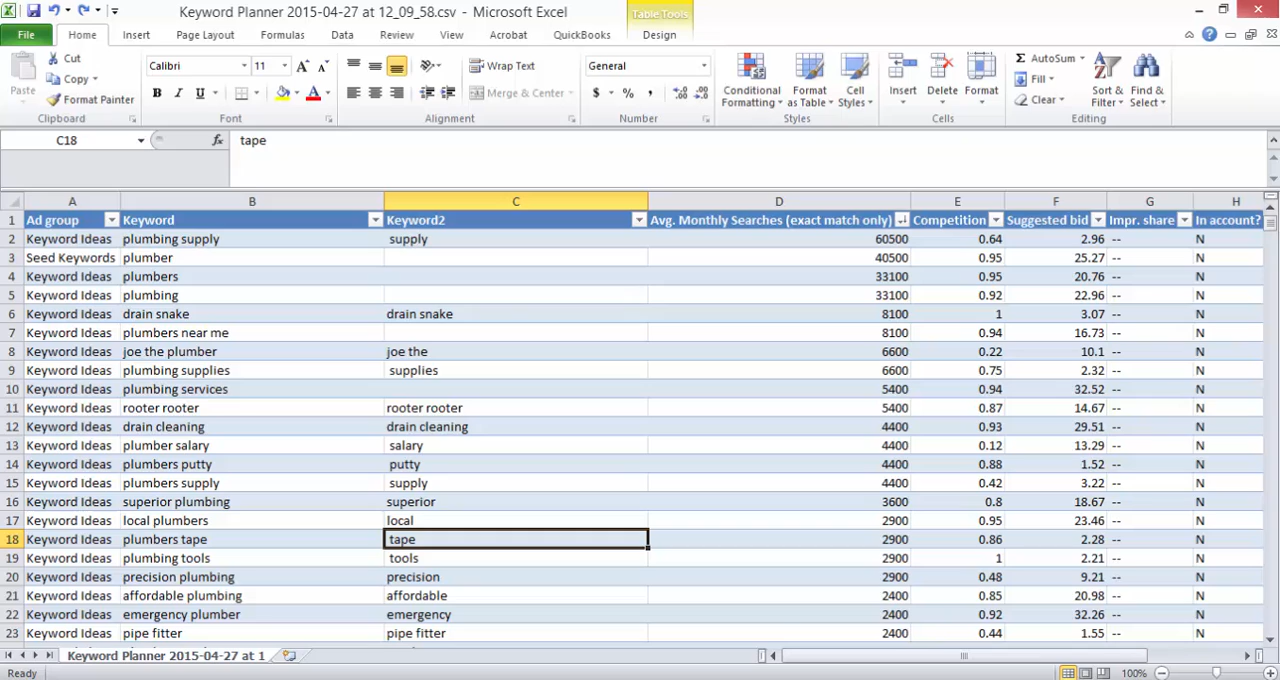 Keyword Planner 2015-04-27 at 12_09_58.csv - Microsoft Excel
Table Tools
File Home Insert Page Layout Formulas Data Review View Acrobat QuickBooks Design
Cut
Copy
Format Painter
Paste
Clipboard
Calibri 11
B I U
Font
Wrap Text
Merge & Center
Alignment
General
$ % ,
Number
Conditional Formatting
Format as Table
Cell Styles
Styles
Insert Delete Format
Cells
AutoSum
Fill
Clear
Sort & Filter
Find & Select
Editing
C18 fx tape
A B C D E F G H
1 Ad group Keyword Keyword2 Avg. Monthly Searches (exact match only) Competition Suggested bid Impr. share In account?
2 Keyword Ideas plumbing supply supply 60500 0.64 2.96 -- N
3 Seed Keywords plumber 40500 0.95 25.27 -- N
4 Keyword Ideas plumbers 33100 0.95 20.76 -- N
5 Keyword Ideas plumbing 33100 0.92 22.96 -- N
6 Keyword Ideas drain snake drain snake 8100 1 3.07 -- N
7 Keyword Ideas plumbers near me 8100 0.94 16.73 -- N
8 Keyword Ideas joe the plumber joe the 6600 0.22 10.1 -- N
9 Keyword Ideas plumbing supplies supplies 6600 0.75 2.32 -- N
10 Keyword Ideas plumbing services 5400 0.94 32.52 -- N
11 Keyword Ideas rooter rooter rooter rooter 5400 0.87 14.67 -- N
12 Keyword Ideas drain cleaning drain cleaning 4400 0.93 29.51 -- N
13 Keyword Ideas plumber salary salary 4400 0.12 13.29 -- N
14 Keyword Ideas plumbers putty putty 4400 0.88 1.52 -- N
15 Keyword Ideas plumbers supply supply 4400 0.42 3.22 -- N
16 Keyword Ideas superior plumbing superior 3600 0.8 18.67 -- N
17 Keyword Ideas local plumbers local 2900 0.95 23.46 -- N
18 Keyword Ideas plumbers tape tape 2900 0.86 2.28 -- N
19 Keyword Ideas plumbing tools tools 2900 1 2.21 -- N
20 Keyword Ideas precision plumbing precision 2900 0.48 9.21 -- N
21 Keyword Ideas affordable plumbing affordable 2400 0.85 20.98 -- N
22 Keyword Ideas emergency plumber emergency 2400 0.92 32.26 -- N
23 Keyword Ideas pipe fitter pipe fitter 2400 0.44 1.55 -- N
Keyword Planner 2015-04-27 at 1
Ready 100%